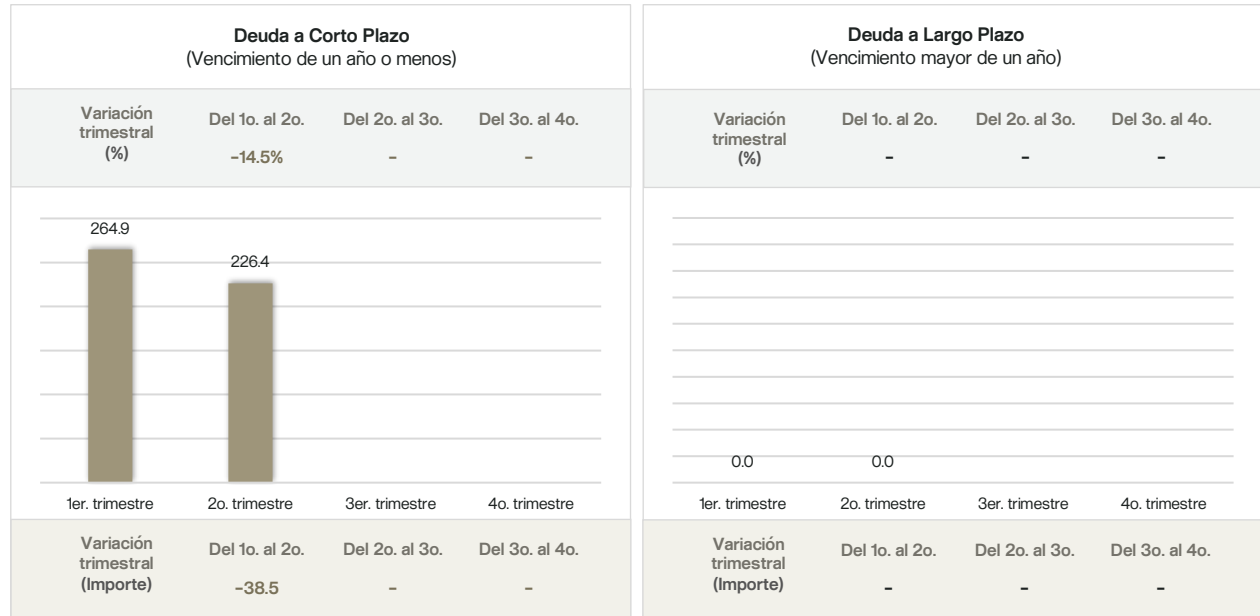 Deuda a Corto Plazo
(Vencimiento de un año o menos)
Variación trimestral (%)
Del 1o. al 2o.
Del 2o. al 3o.
Del 3o. al 4o.
-14.5%
-
-
264.9
226.4
1er. trimestre
2o. trimestre
3er. trimestre
4o. trimestre
Variación trimestral (Importe)
Del 1o. al 2o.
Del 2o. al 3o.
Del 3o. al 4o.
-38.5
-
-
Deuda a Largo Plazo
(Vencimiento mayor de un año)
Variación trimestral (%)
Del 1o. al 2o.
Del 2o. al 3o.
Del 3o. al 4o.
-
-
-
0.0
0.0
1er. trimestre
2o. trimestre
3er. trimestre
4o. trimestre
Variación trimestral (Importe)
Del 1o. al 2o.
Del 2o. al 3o.
Del 3o. al 4o.
-
-
-